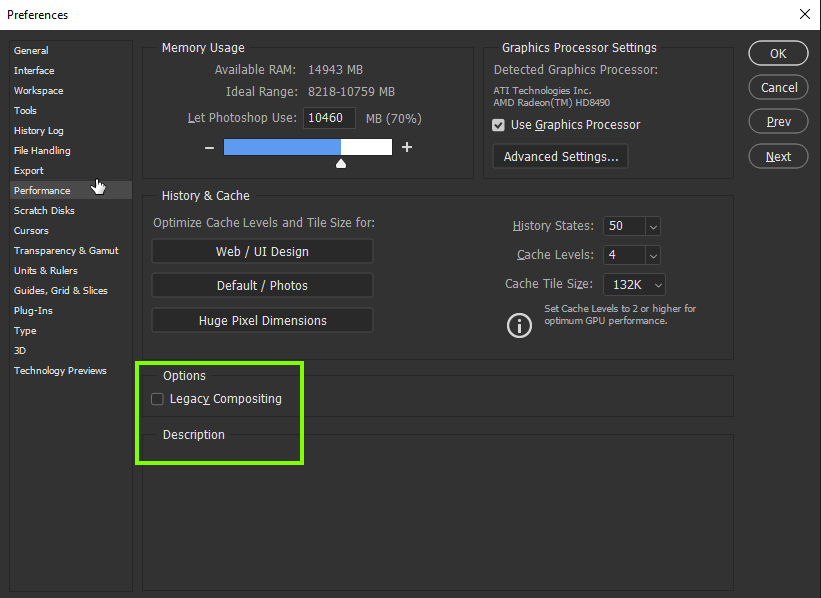 Preferences
General
Interface
Workspace
Tools
History Log
File Handling
Export
Performance
Scratch Disks
Cursors
Transparency & Gamut
Units & Rulers
Guides, Grid & Slices
Plug-Ins
Type
3D
Technology Previews
Memory Usage
Available RAM: 14943 MB
Ideal Range: 8218-10759 MB
Let Photoshop Use: 10460 MB (70%)
Graphics Processor Settings
Detected Graphics Processor:
ATI Technologies Inc.
AMD Radeon(TM) HD8490
Use Graphics Processor
Advanced Settings...
OK
Cancel
Prev
Next
History & Cache
Optimize Cache Levels and Tile Size for:
Web / UI Design
Default / Photos
Huge Pixel Dimensions
History States: 50
Cache Levels: 4
Cache Tile Size: 132K
Set Cache Levels to 2 or higher for
optimum GPU performance.
Options
Legacy Compositing
Description